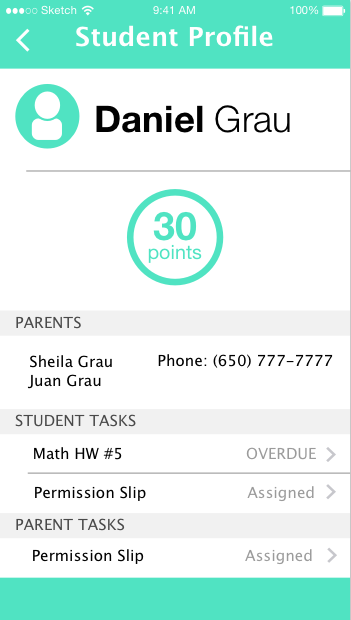 Sketch 9:41 AM 100%
Student Profile
Daniel Grau
30
points
PARENTS
Sheila Grau Phone: (650) 777-7777
Juan Grau
STUDENT TASKS
Math HW #5 OVERDUE
Permission Slip Assigned
PARENT TASKS
Permission Slip Assigned